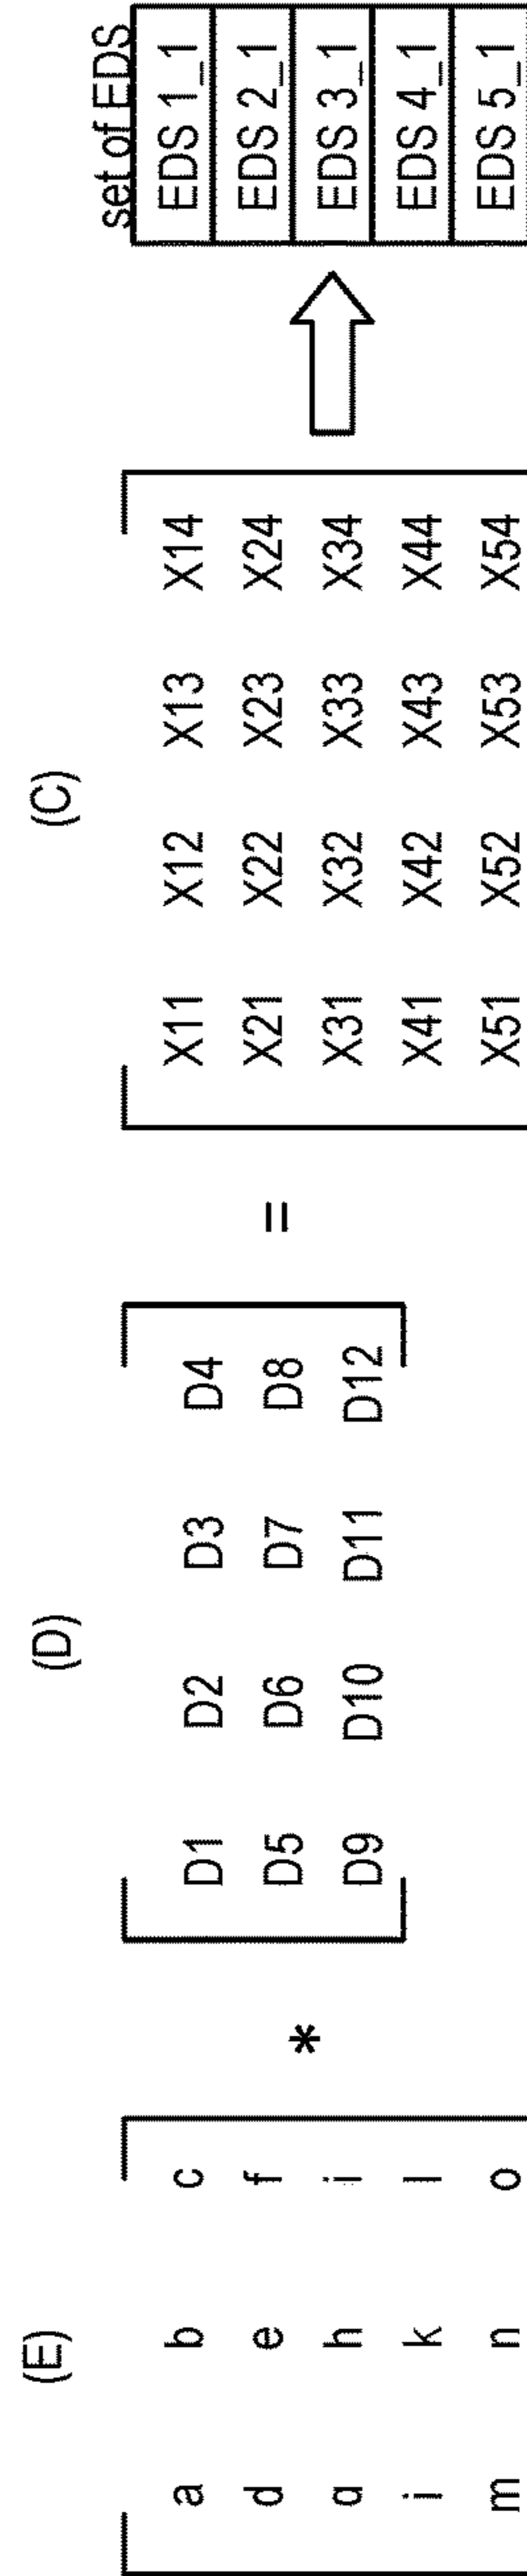 (E) (D) (C) set of EDS
a b c D1 D2 D3 D4 X11 X12 X13 X14 EDS 1_1
d e f * D5 D6 D7 D8 = X21 X22 X23 X24 EDS 2_1
h i D9 D10 D11 D12 X31 X32 X33 X34 EDS 3_1
k l X41 X42 X43 X44 EDS 4_1
m n o X51 X52 X53 X54 EDS 5_1